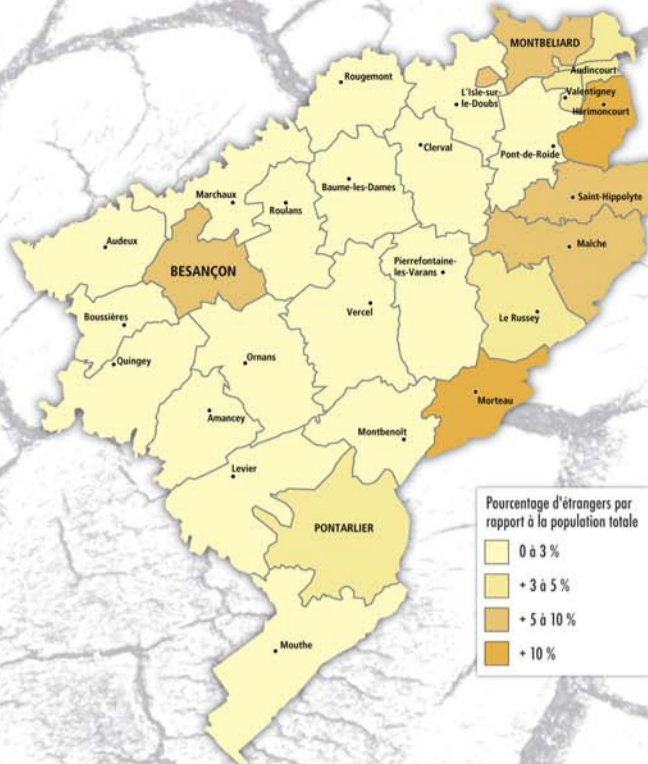 MONTBELIARD
Audincourt
Rougemont
L'Isle-sur-
le-Doubs
Valentigney
Hérimoncourt
Clerval
Pont-de-Roide
Baume-les-Dames
Marchaux
Roulans
Saint-Hippolyte
Audeux
Maîche
BESANÇON
Pierrefontaine-
les-Varans
Boussières
Vercel
Le Russey
Quingey
Ornans
Morteau
Amancey
Montbenoît
Levier
PONTARLIER
Mouthe
Pourcentage d'étrangers par
rapport à la population totale
0 à 3 %
+ 3 à 5 %
+ 5 à 10 %
+ 10 %